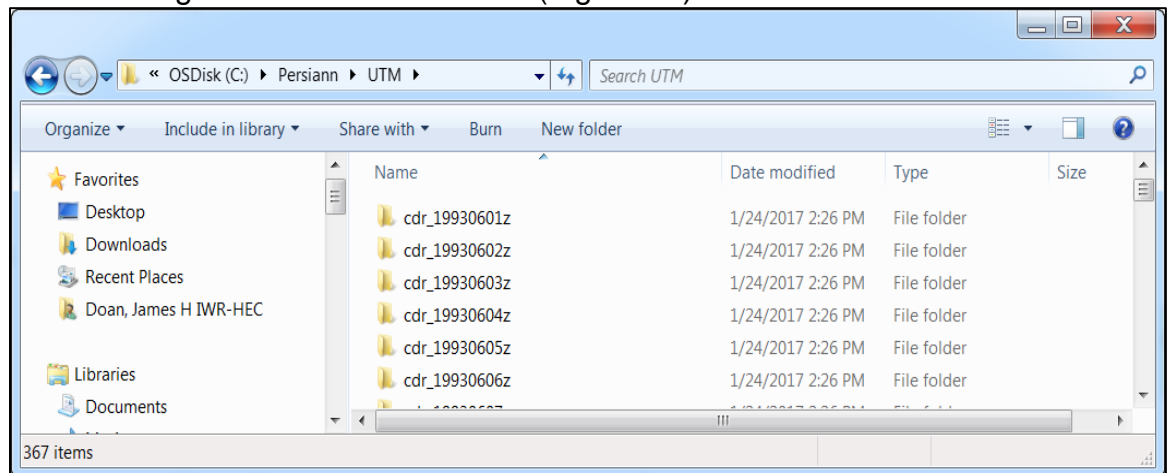 « OSDisk (C:) ▸ Persiann ▸ UTM ▸ Search UTM
Organize Include in library Share with Burn New folder
Favorites
Desktop
Downloads
Recent Places
Doan, James H IWR-HEC
Libraries
Documents
Name Date modified Type Size
cdr_19930601z 1/24/2017 2:26 PM File folder
cdr_19930602z 1/24/2017 2:26 PM File folder
cdr_19930603z 1/24/2017 2:26 PM File folder
cdr_19930604z 1/24/2017 2:26 PM File folder
cdr_19930605z 1/24/2017 2:26 PM File folder
cdr_19930606z 1/24/2017 2:26 PM File folder
367 items